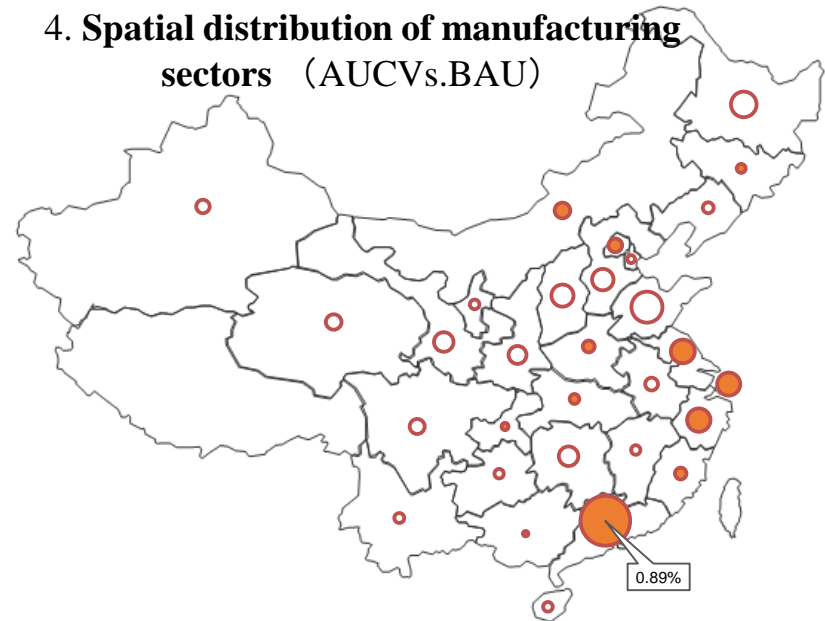 4. Spatial distribution of manufacturing
sectors （AUCVs.BAU）
0.89%